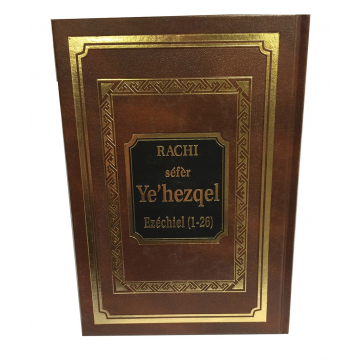 RACHI
séfèr
Ye'hezqel
Ezéchiel (1-26)